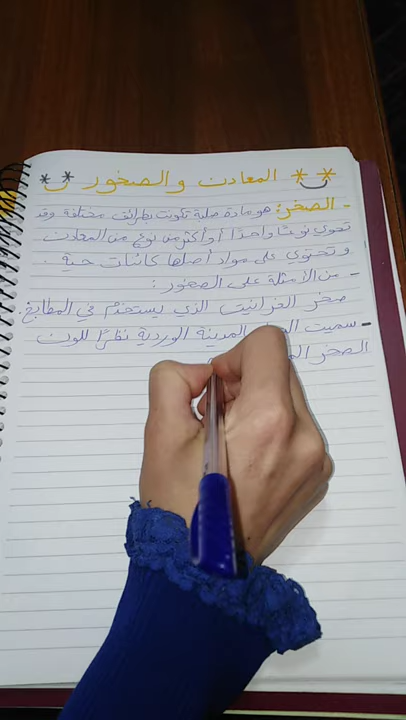 المعادن والصخور
- الصخر: هو مادة صلبة تكونت بطرائق مختلفة وقد
تحوي نوعًا واحدًا أو أكثر من نوع من المعادن
وتحتوي على مواد أصلها كائنات حية.
- من الأمثلة على الصخور:
صخر الغرانيت الذي يستخدم في المطابخ.
- سميت المدينة الوردية نظرًا للون
الصخر